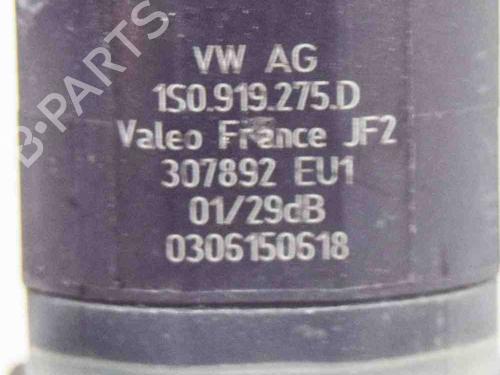 VW AG
1S0.919.275.D
Valeo France JF2
307892 EU1
01/29dB
0306150618
B-PARTS